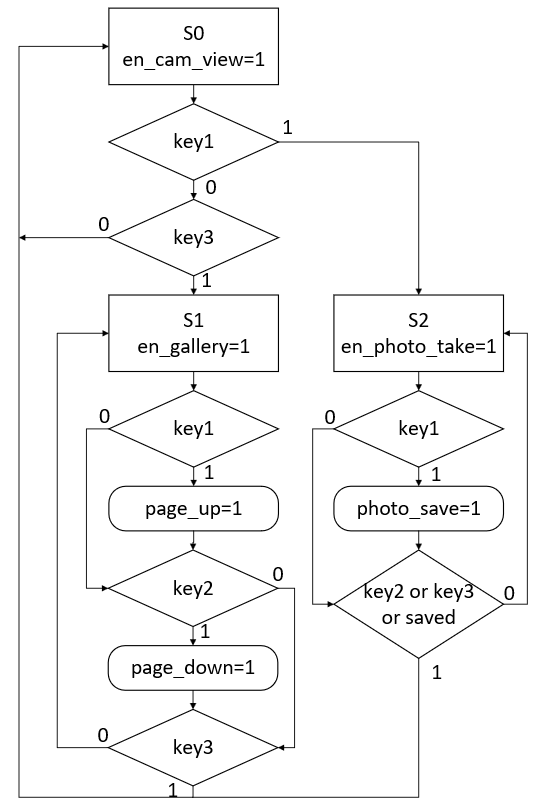 S0
en_cam_view=1
key1
1
0
key3
0
1
S1
en_gallery=1
S2
en_photo_take=1
key1
0
1
key1
0
1
page_up=1
photo_save=1
key2
0
1
key2 or key3
or saved
0
1
page_down=1
key3
0
1